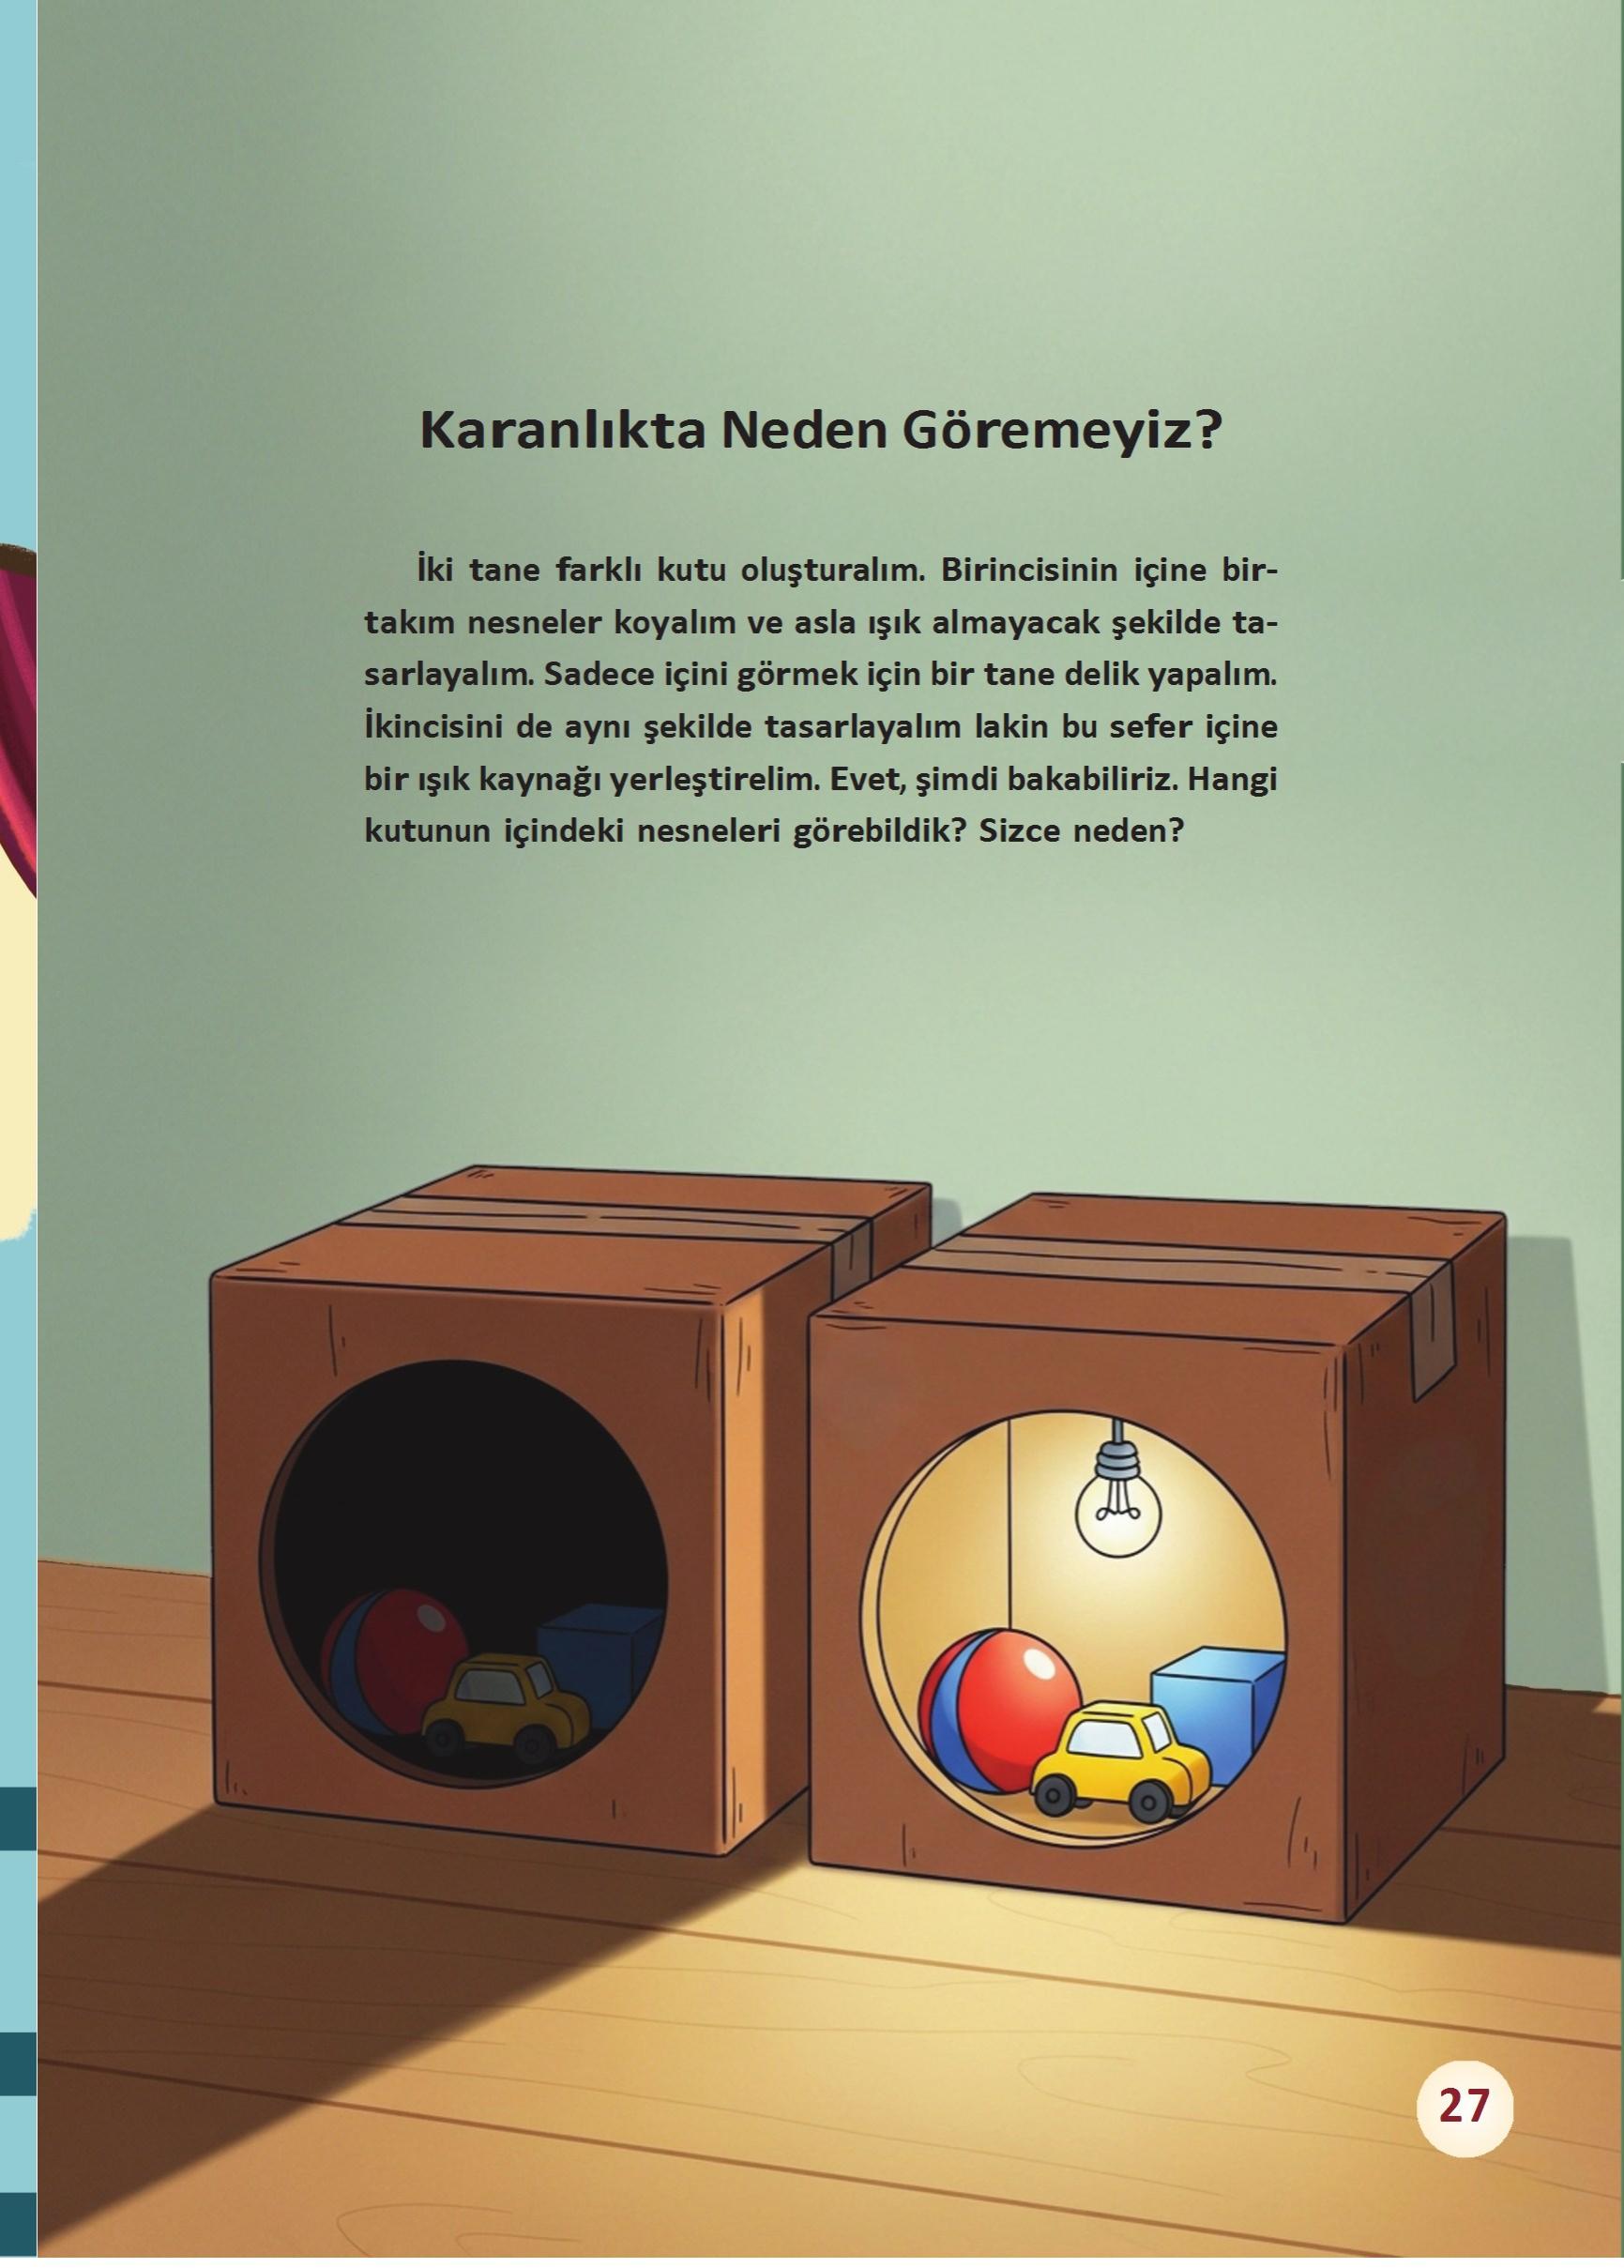 Karanlıkta Neden Göremeyiz?
İki tane farklı kutu oluşturalım. Birincisinin içine bir-
takım nesneler koyalım ve asla ışık almayacak şekilde ta-
sarlayalım. Sadece içini görmek için bir tane delik yapalım.
İkincisini de aynı şekilde tasarlayalım lakin bu sefer içine
bir ışık kaynağı yerleştirelim. Evet, şimdi bakabiliriz. Hangi
kutunun içindeki nesneleri görebildik? Sizce neden?
27